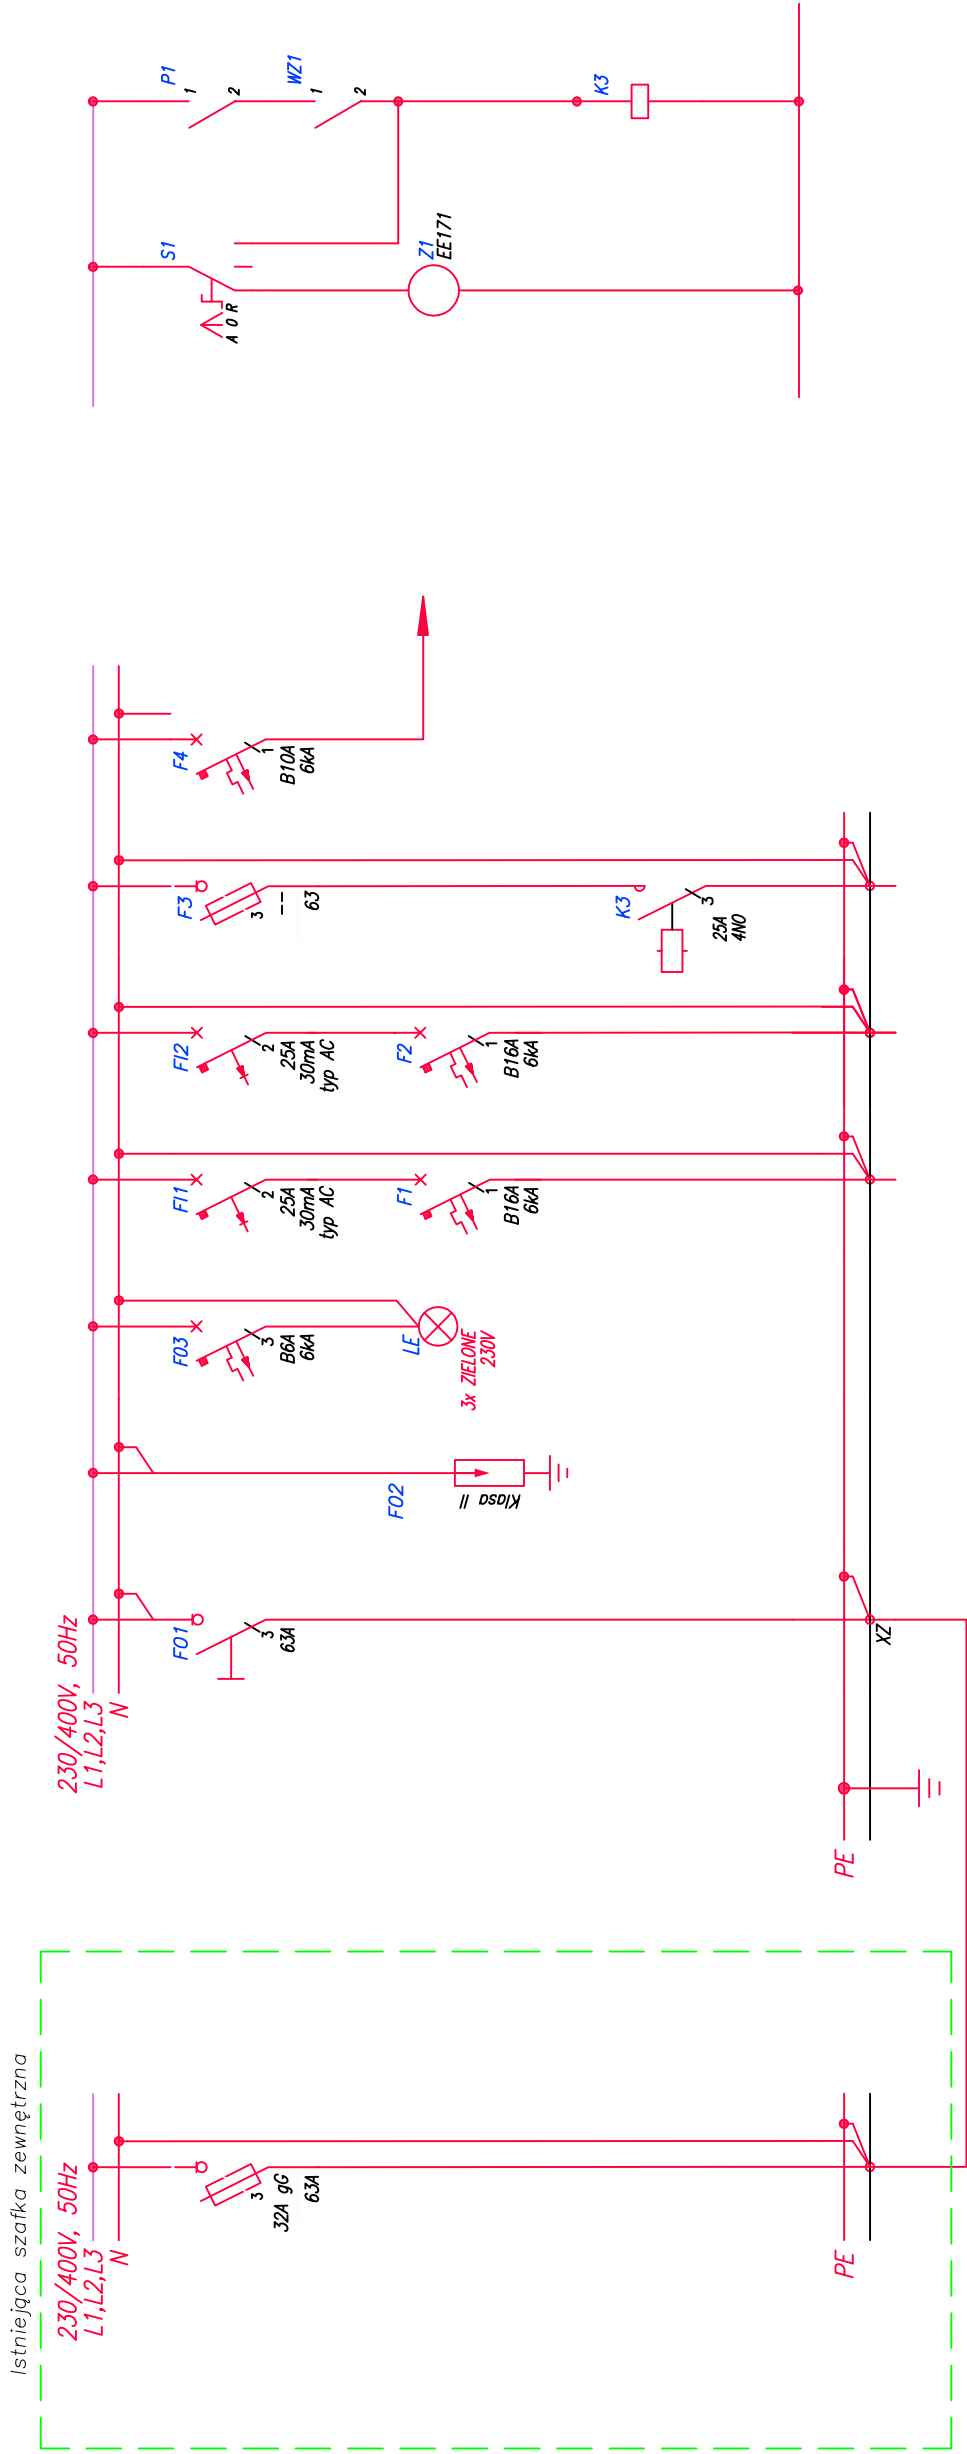 Istniejąca szafka zewnętrzna
230/400V, 50Hz
L1,L2,L3
N
3
32A gG
63A
PE
230/400V, 50Hz
L1,L2,L3
N
PE
F01
3
63A
XZ
F02
Klasa II
F03
3
B6A
6kA
LE
3x ZIELONE
230V
FI1
2
25A
30mA
typ AC
F1
1
B16A
6kA
FI2
2
25A
30mA
typ AC
F2
1
B16A
6kA
F3
3
--
63
K3
3
25A
4NO
F4
1
B10A
6kA
S1
A 0 R
Z1
EE171
P1
1
2
WZ1
1
2
K3